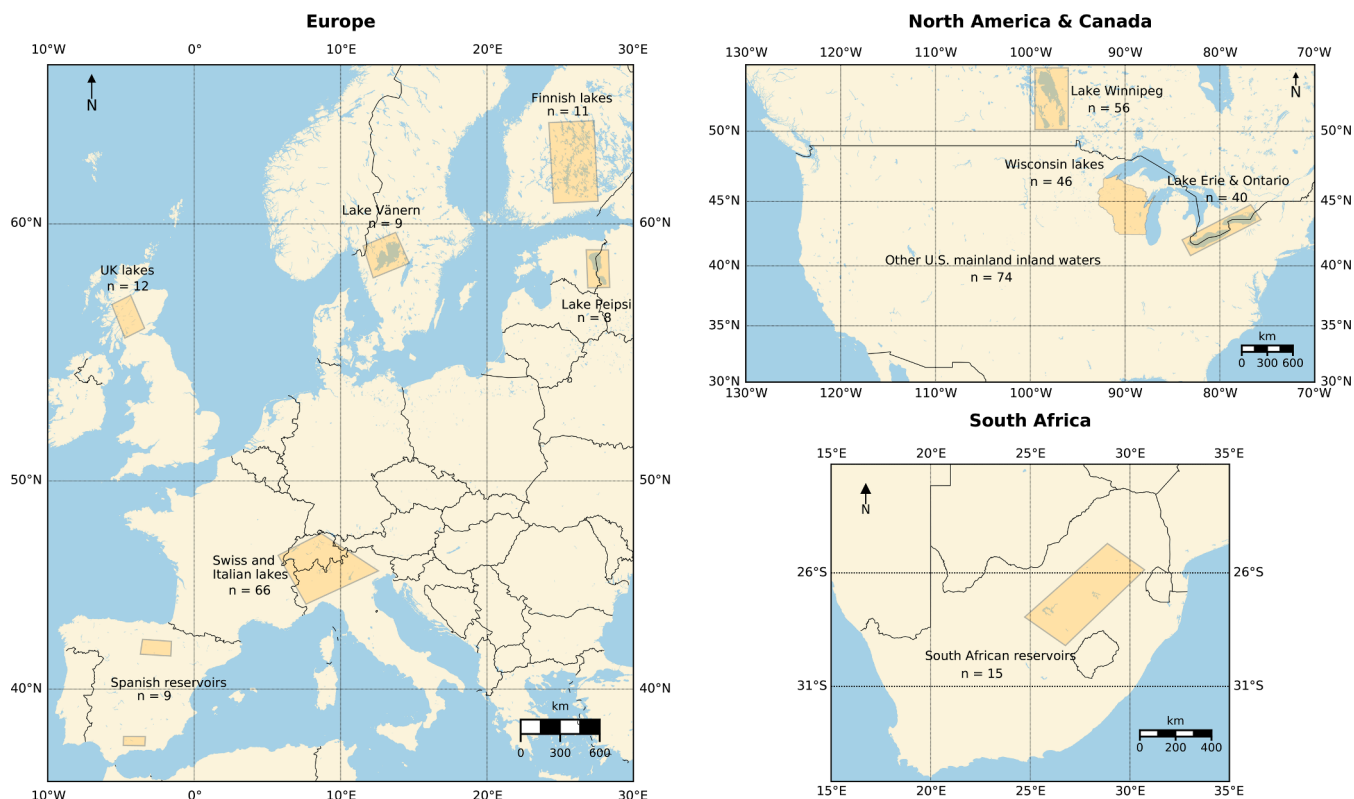 Europe
10°W 0° 10°E 20°E 30°E
N
Finnish lakes
n = 11
60°N 60°N
Lake Vänern
n = 9
UK lakes
n = 12
Lake Peipsi
n = 8
50°N 50°N
Swiss and
Italian lakes
n = 66
40°N 40°N
Spanish reservoirs
n = 9
km
0 300 600
10°W 0° 10°E 20°E 30°E
North America & Canada
130°W 120°W 110°W 100°W 90°W 80°W 70°W
N
Lake Winnipeg
n = 56
50°N 50°N
Wisconsin lakes
n = 46
Lake Erie & Ontario
n = 40
45°N 45°N
Other U.S. mainland inland waters
n = 74
40°N 40°N
35°N 35°N
km
0 300 600
30°N 30°N
130°W 120°W 110°W 100°W 90°W 80°W 70°W
South Africa
15°E 20°E 25°E 30°E 35°E
N
26°S 26°S
South African reservoirs
n = 15
31°S 31°S
km
0 200 400
15°E 20°E 25°E 30°E 35°E